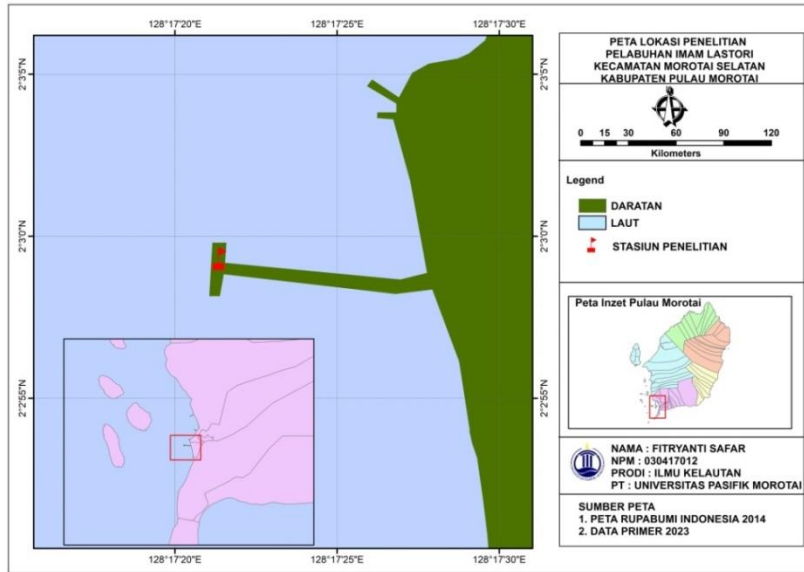 128°17'20"E
128°17'25"E
128°17'30"E
2°3'5"N
2°3'5"N
2°3'0"N
2°3'0"N
2°2'55"N
2°2'55"N
128°17'20"E
128°17'25"E
128°17'30"E
PETA LOKASI PENELITIAN
PELABUHAN IMAM LASTORI
KECAMATAN MOROTAI SELATAN
KABUPATEN PULAU MOROTAI
0 15 30 60 90 120
Kilometers
Legend
DARATAN
LAUT
STASIUN PENELITIAN
Peta Inzet Pulau Morotai
NAMA : FITRYANTI SAFAR
NPM : 030417012
PRODI : ILMU KELAUTAN
PT : UNIVERSITAS PASIFIK MOROTAI
SUMBER PETA
1. PETA RUPABUMI INDONESIA 2014
2. DATA PRIMER 2023